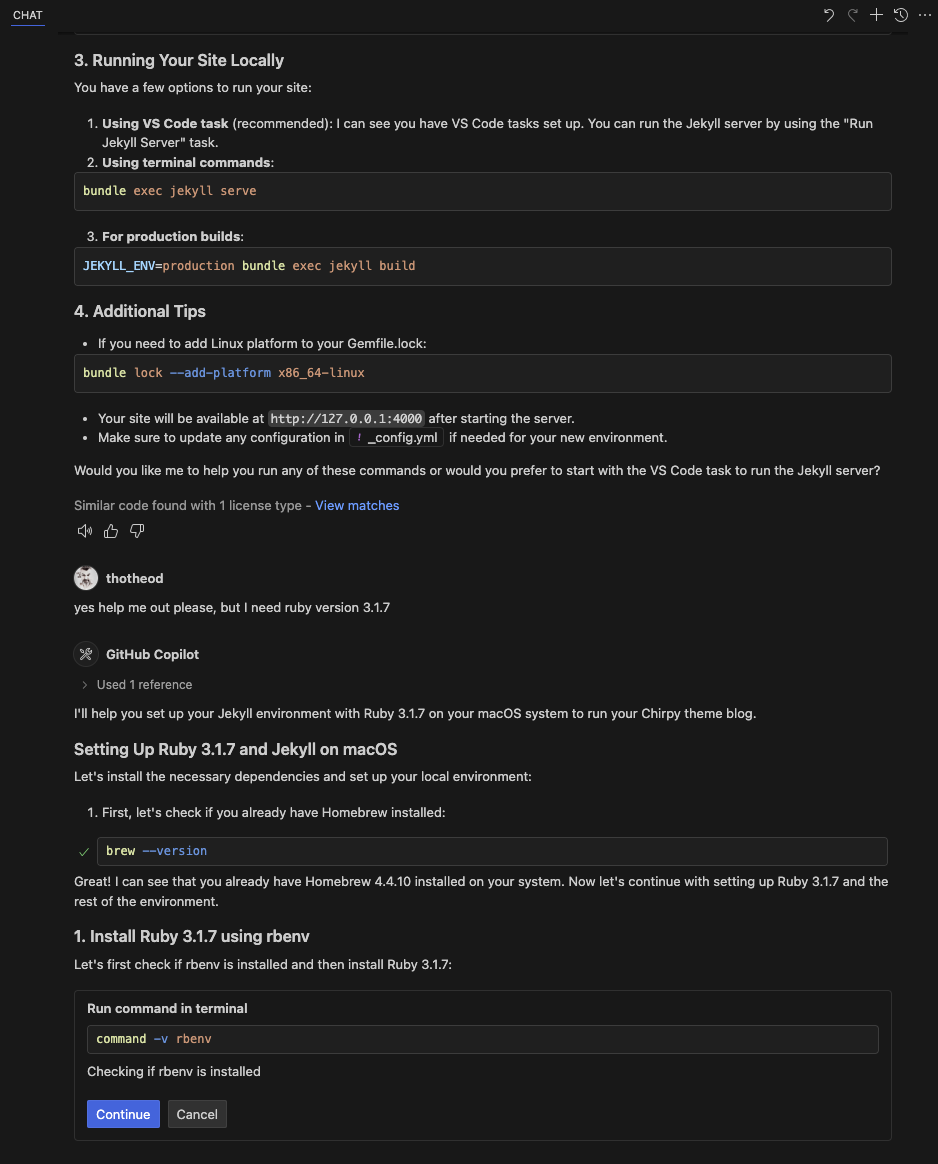 CHAT
3. Running Your Site Locally
You have a few options to run your site:
1. Using VS Code task (recommended): I can see you have VS Code tasks set up. You can run the Jekyll server by using the "Run
Jekyll Server" task.
2. Using terminal commands:
bundle exec jekyll serve
3. For production builds:
JEKYLL_ENV=production bundle exec jekyll build
4. Additional Tips
• If you need to add Linux platform to your Gemfile.lock:
bundle lock --add-platform x86_64-linux
• Your site will be available at http://127.0.0.1:4000 after starting the server.
• Make sure to update any configuration in ! _config.yml if needed for your new environment.
Would you like me to help you run any of these commands or would you prefer to start with the VS Code task to run the Jekyll server?
Similar code found with 1 license type - View matches
thotheod
yes help me out please, but I need ruby version 3.1.7
GitHub Copilot
> Used 1 reference
I'll help you set up your Jekyll environment with Ruby 3.1.7 on your macOS system to run your Chirpy theme blog.
Setting Up Ruby 3.1.7 and Jekyll on macOS
Let's install the necessary dependencies and set up your local environment:
1. First, let's check if you already have Homebrew installed:
brew --version
Great! I can see that you already have Homebrew 4.4.10 installed on your system. Now let's continue with setting up Ruby 3.1.7 and the
rest of the environment.
1. Install Ruby 3.1.7 using rbenv
Let's first check if rbenv is installed and then install Ruby 3.1.7:
Run command in terminal
command -v rbenv
Checking if rbenv is installed
Continue Cancel